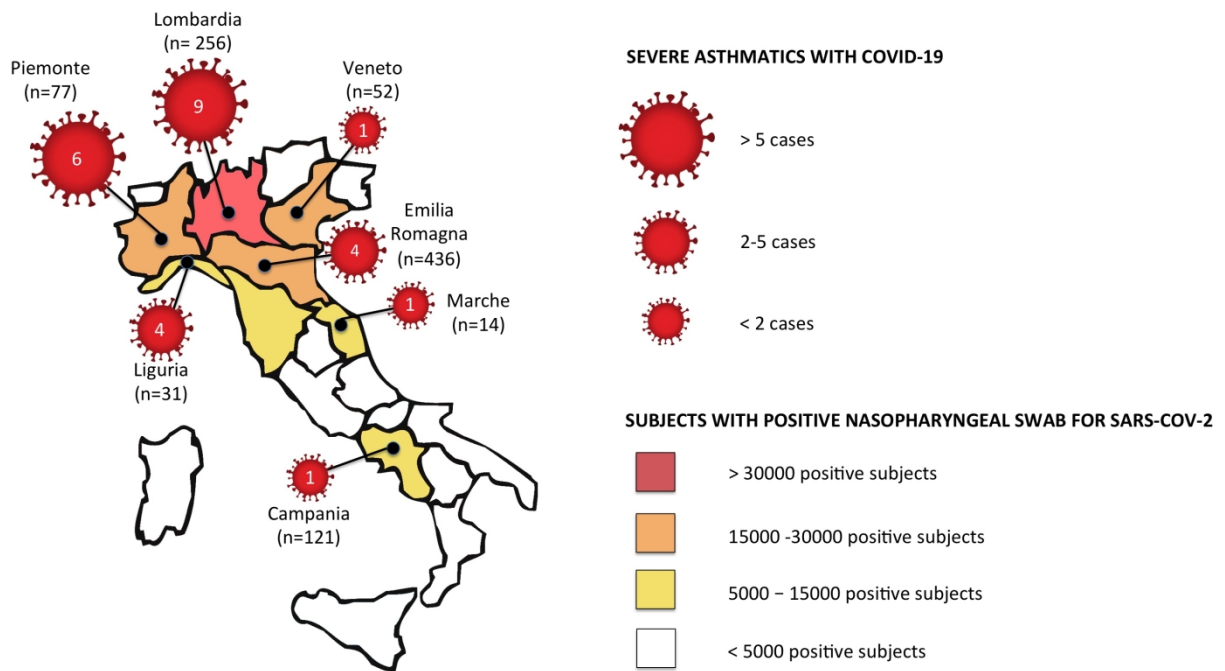 Lombardia
(n= 256)
9
Piemonte
(n=77)
6
Veneto
(n=52)
1
Emilia
Romagna
(n=436)
4
Marche
(n=14)
1
4
Liguria
(n=31)
1
Campania
(n=121)
SEVERE ASTHMATICS WITH COVID-19
> 5 cases
2-5 cases
< 2 cases
SUBJECTS WITH POSITIVE NASOPHARYNGEAL SWAB FOR SARS-COV-2
> 30000 positive subjects
15000 -30000 positive subjects
5000 – 15000 positive subjects
< 5000 positive subjects